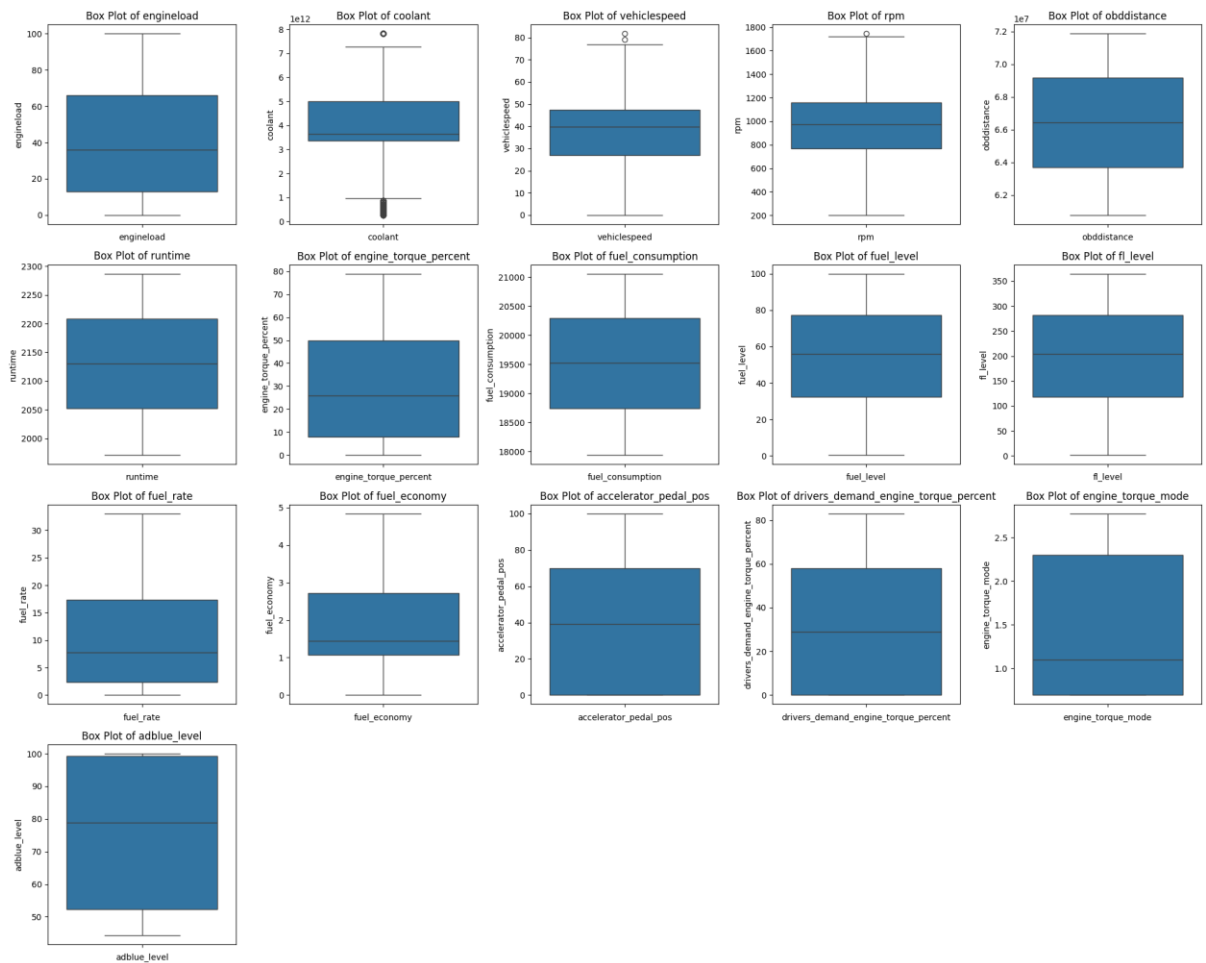 Box Plot of engineload
100
80
60
40
20
0
engineload
engineload
Box Plot of coolant
1e12
8
7
6
5
4
3
2
1
0
coolant
coolant
Box Plot of vehiclespeed
80
70
60
50
40
30
20
10
0
vehiclespeed
vehiclespeed
Box Plot of rpm
1800
1600
1400
1200
1000
800
600
400
200
rpm
rpm
Box Plot of obddistance
1e7
7.2
7.0
6.8
6.6
6.4
6.2
obddistance
obddistance
Box Plot of runtime
2300
2250
2200
2150
2100
2050
2000
runtime
runtime
Box Plot of engine_torque_percent
80
70
60
50
40
30
20
10
0
engine_torque_percent
engine_torque_percent
Box Plot of fuel_consumption
21000
20500
20000
19500
19000
18500
18000
fuel_consumption
fuel_consumption
Box Plot of fuel_level
100
80
60
40
20
0
fuel_level
fuel_level
Box Plot of fl_level
350
300
250
200
150
100
50
0
fl_level
fl_level
Box Plot of fuel_rate
30
25
20
15
10
5
0
fuel_rate
fuel_rate
Box Plot of fuel_economy
5
4
3
2
1
0
fuel_economy
fuel_economy
Box Plot of accelerator_pedal_pos
100
80
60
40
20
0
accelerator_pedal_pos
accelerator_pedal_pos
Box Plot of drivers_demand_engine_torque_percent
80
60
40
20
0
drivers_demand_engine_torque_percent
drivers_demand_engine_torque_percent
Box Plot of engine_torque_mode
2.5
2.0
1.5
1.0
engine_torque_mode
engine_torque_mode
Box Plot of adblue_level
100
90
80
70
60
50
adblue_level
adblue_level